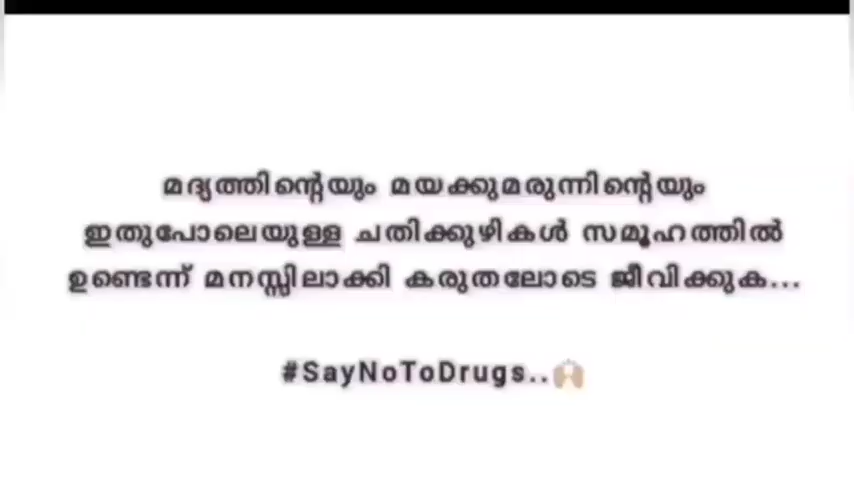 മദ്യത്തിന്റെയും മയക്കുമരുന്നിന്റെയും
ഇതുപോലെയുള്ള ചതിക്കുഴികൾ സമൂഹത്തിൽ
ഉണ്ടെന്ന് മനസ്സിലാക്കി കരുതലോടെ ജീവിക്കുക...
#SayNoToDrugs..🙌🏼